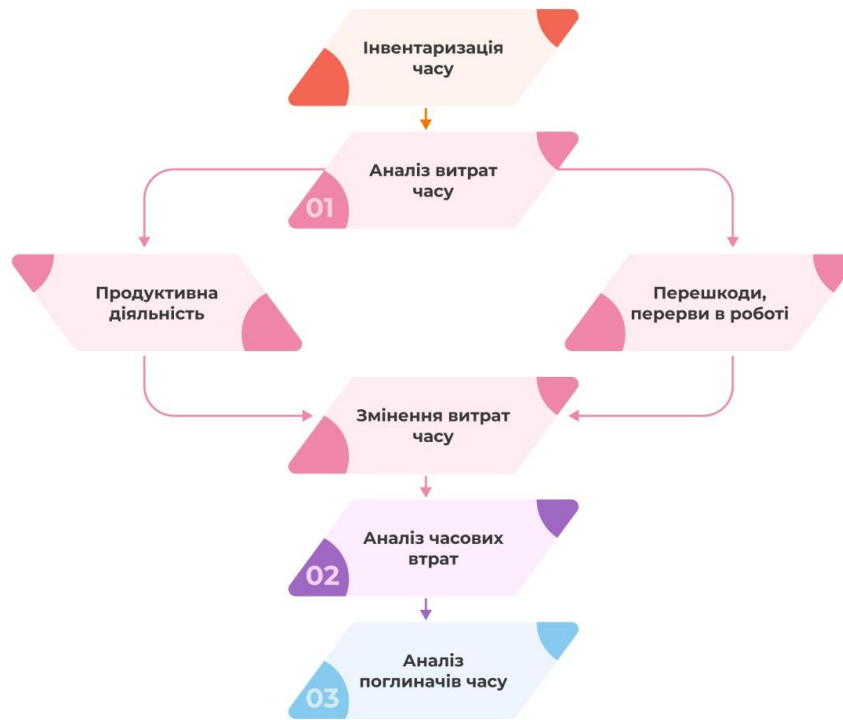 Інвентаризація
часу
Аналіз витрат
часу
01
Продуктивна
діяльність
Перешкоди,
перерви в роботі
Змінення витрат
часу
Аналіз часових
втрат
02
Аналіз
поглиначів часу
03